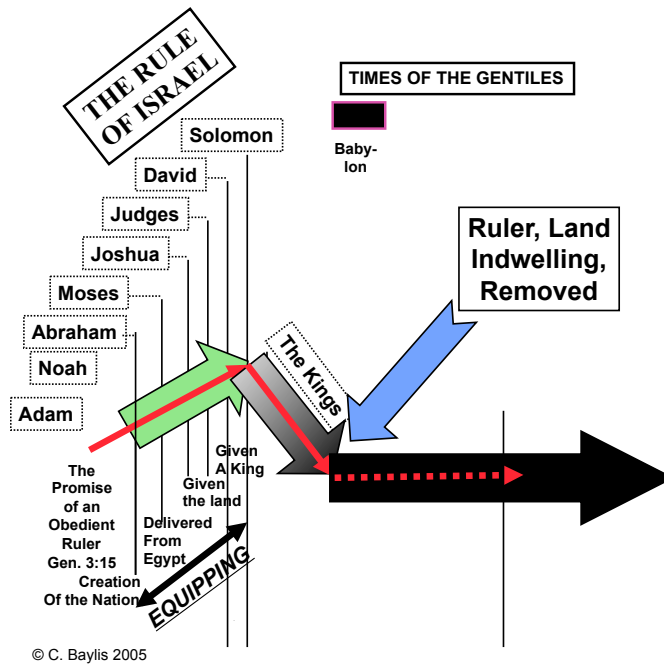 THE RULE
OF ISRAEL
TIMES OF THE GENTILES
Baby-
lon
Solomon
David
Judges
Joshua
Moses
Abraham
Noah
Adam
Ruler, Land
Indwelling,
Removed
The Kings
Given
A King
Given
the land
Delivered
From
Egypt
The
Promise
of an
Obedient
Ruler
Gen. 3:15
Creation
Of the Nation
EQUIPPING
© C. Baylis 2005